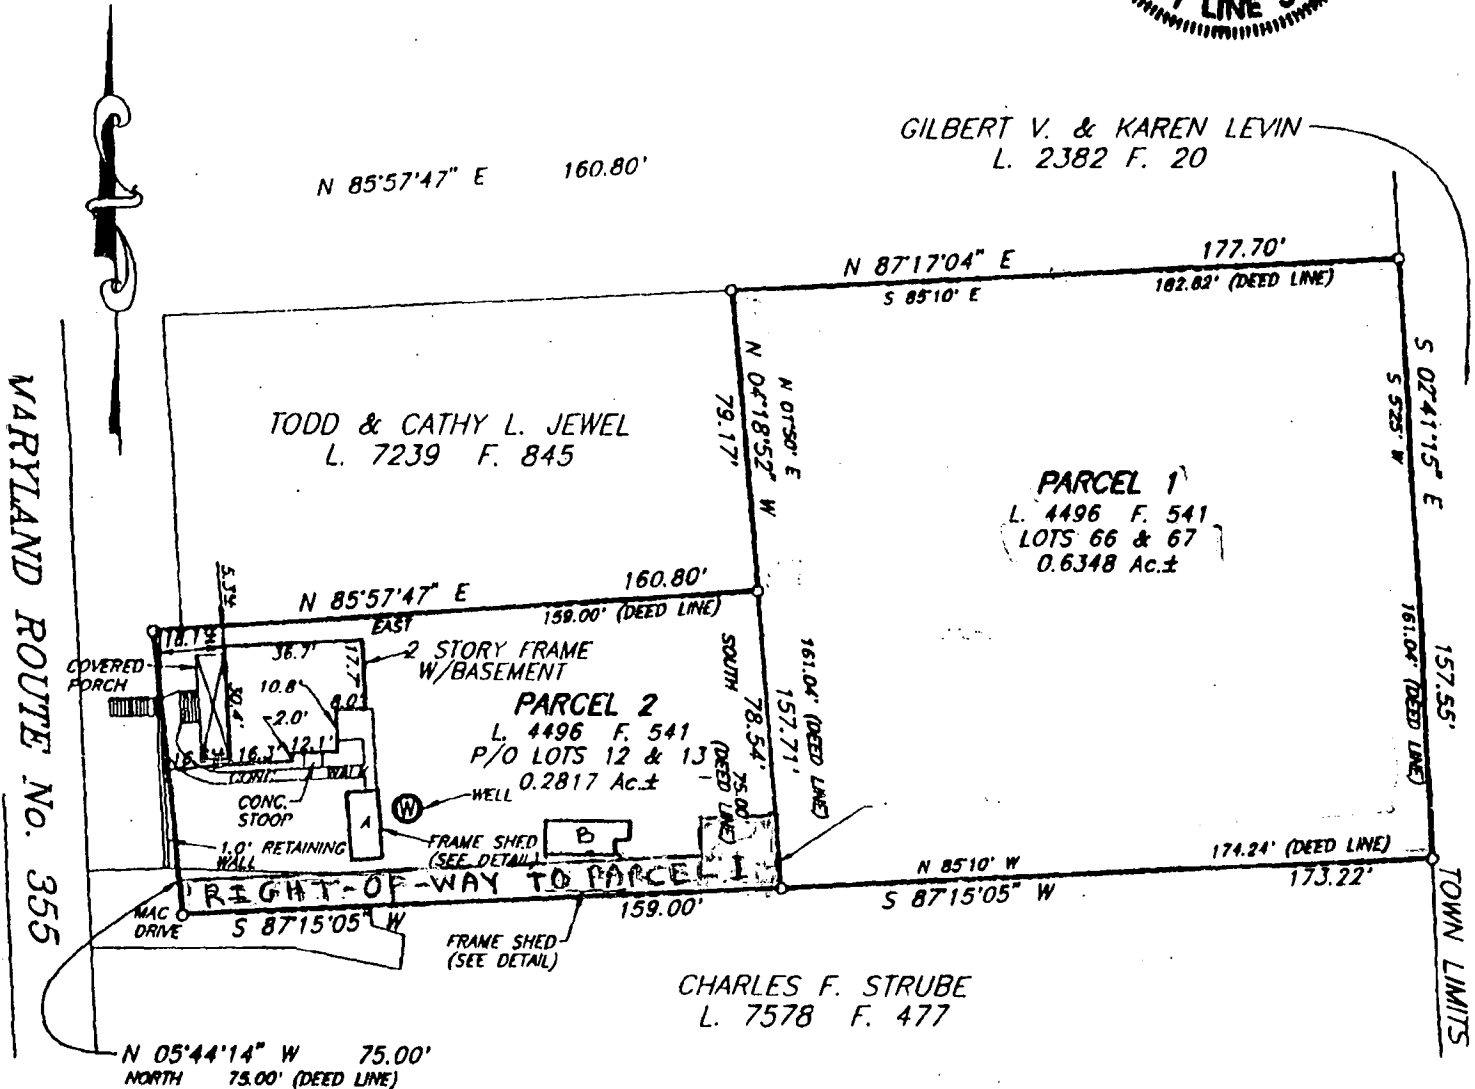 LINE
GILBERT V. & KAREN LEVIN
L. 2382 F. 20
N 85°57'47" E 160.80'
N 87°17'04" E 177.70'
S 85°10' E 182.82' (DEED LINE)
TODD & CATHY L. JEWEL
L. 7239 F. 845
N 04°18'52" W
79.17'
N 01°50' E
S 02°41'15" E
157.55'
S 5°25' W
161.04' (DEED LINE)
PARCEL 1
L. 4496 F. 541
LOTS 66 & 67
0.6348 Ac.±
MARYLAND ROUTE No. 355
N 85°57'47" E 160.80'
EAST 159.00' (DEED LINE)
5.3'±
36.7'
17.7'
COVERED PORCH
2 STORY FRAME
W/BASEMENT
10.8'
8.0'
30.4'
2.0'
16.3'
12.1'
CONC. WALK
CONC.
STOOP
PARCEL 2
L. 4496 F. 541
P/O LOTS 12 & 13
0.2817 Ac.±
SOUTH 75.00'
(DEED LINE)
78.54'
157.71'
161.04' (DEED LINE)
W
WELL
A
B
FRAME SHED
(SEE DETAIL)
1.0' RETAINING
WALL
RIGHT-OF-WAY TO PARCEL 1
MAC
DRIVE
S 87°15'05" W 159.00'
FRAME SHED
(SEE DETAIL)
N 85°10' W 174.24' (DEED LINE)
S 87°15'05" W 173.22'
TOWN LIMITS
CHARLES F. STRUBE
L. 7578 F. 477
N 05°44'14" W 75.00'
NORTH 75.00' (DEED LINE)